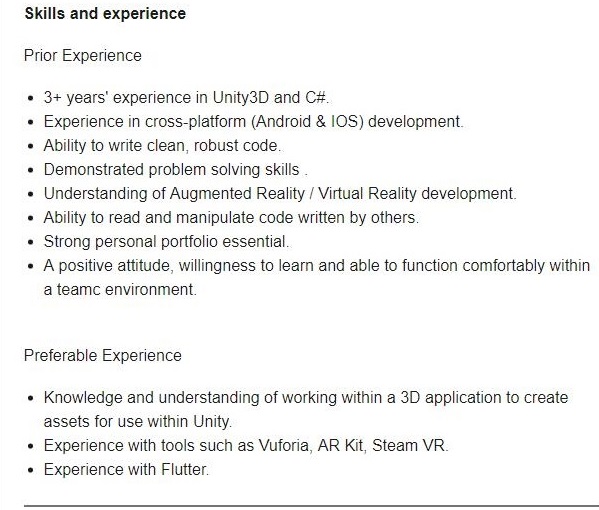 Skills and experience
Prior Experience
• 3+ years' experience in Unity3D and C#.
• Experience in cross-platform (Android & IOS) development.
• Ability to write clean, robust code.
• Demonstrated problem solving skills .
• Understanding of Augmented Reality / Virtual Reality development.
• Ability to read and manipulate code written by others.
• Strong personal portfolio essential.
• A positive attitude, willingness to learn and able to function comfortably within
a teamc environment.
Preferable Experience
• Knowledge and understanding of working within a 3D application to create
assets for use within Unity.
• Experience with tools such as Vuforia, AR Kit, Steam VR.
• Experience with Flutter.